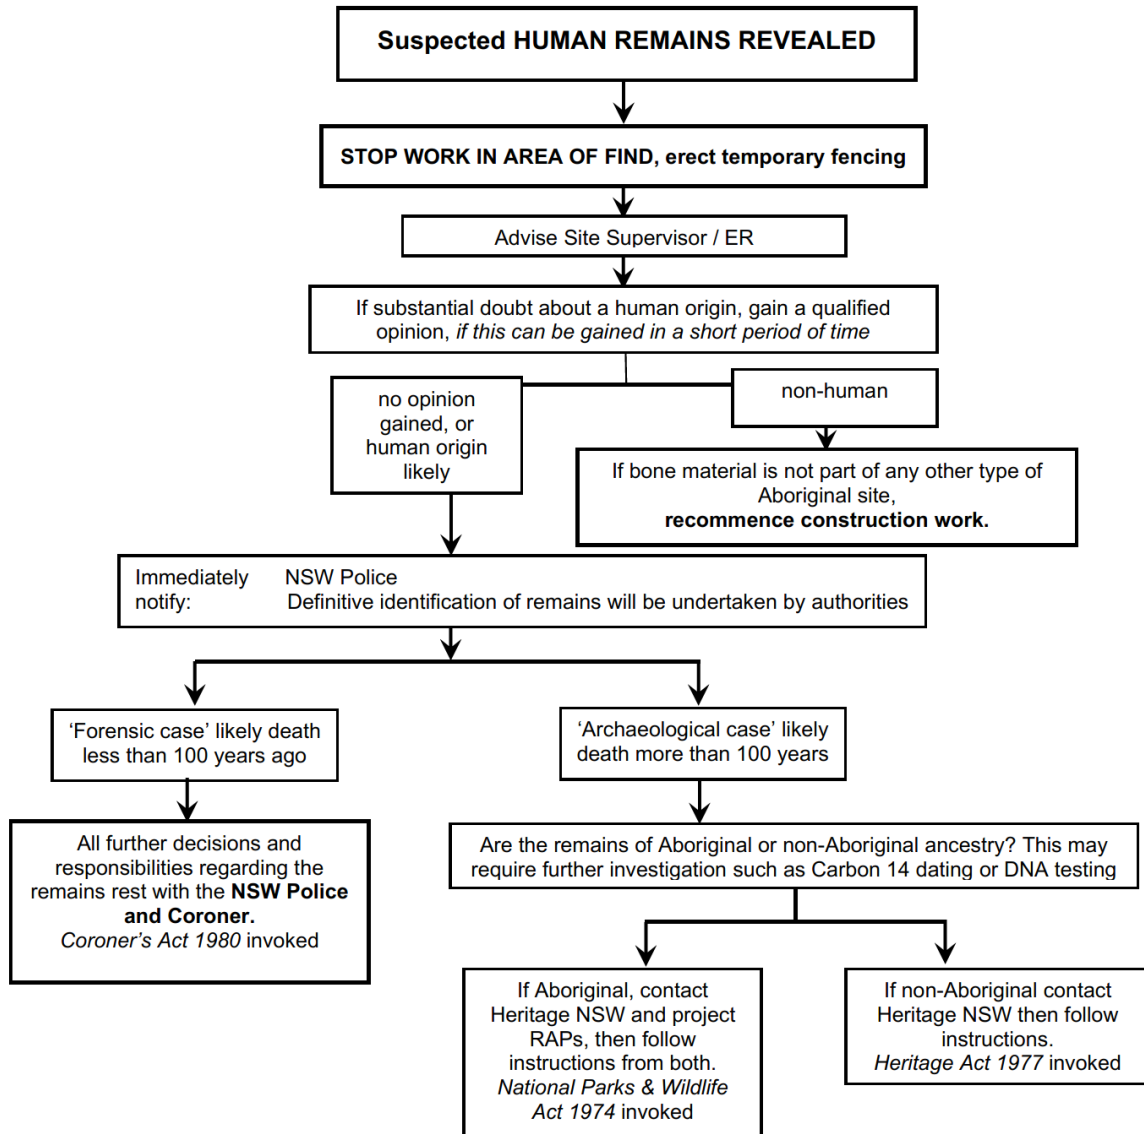 Suspected HUMAN REMAINS REVEALED
STOP WORK IN AREA OF FIND, erect temporary fencing
Advise Site Supervisor / ER
If substantial doubt about a human origin, gain a qualified
opinion, if this can be gained in a short period of time
no opinion
gained, or
human origin
likely
non-human
If bone material is not part of any other type of
Aboriginal site,
recommence construction work.
Immediately NSW Police
notify: Definitive identification of remains will be undertaken by authorities
‘Forensic case’ likely death
less than 100 years ago
‘Archaeological case’ likely
death more than 100 years
All further decisions and
responsibilities regarding the
remains rest with the NSW Police
and Coroner.
Coroner’s Act 1980 invoked
Are the remains of Aboriginal or non-Aboriginal ancestry? This may
require further investigation such as Carbon 14 dating or DNA testing
If Aboriginal, contact
Heritage NSW and project
RAPs, then follow
instructions from both.
National Parks & Wildlife
Act 1974 invoked
If non-Aboriginal contact
Heritage NSW then follow
instructions.
Heritage Act 1977 invoked